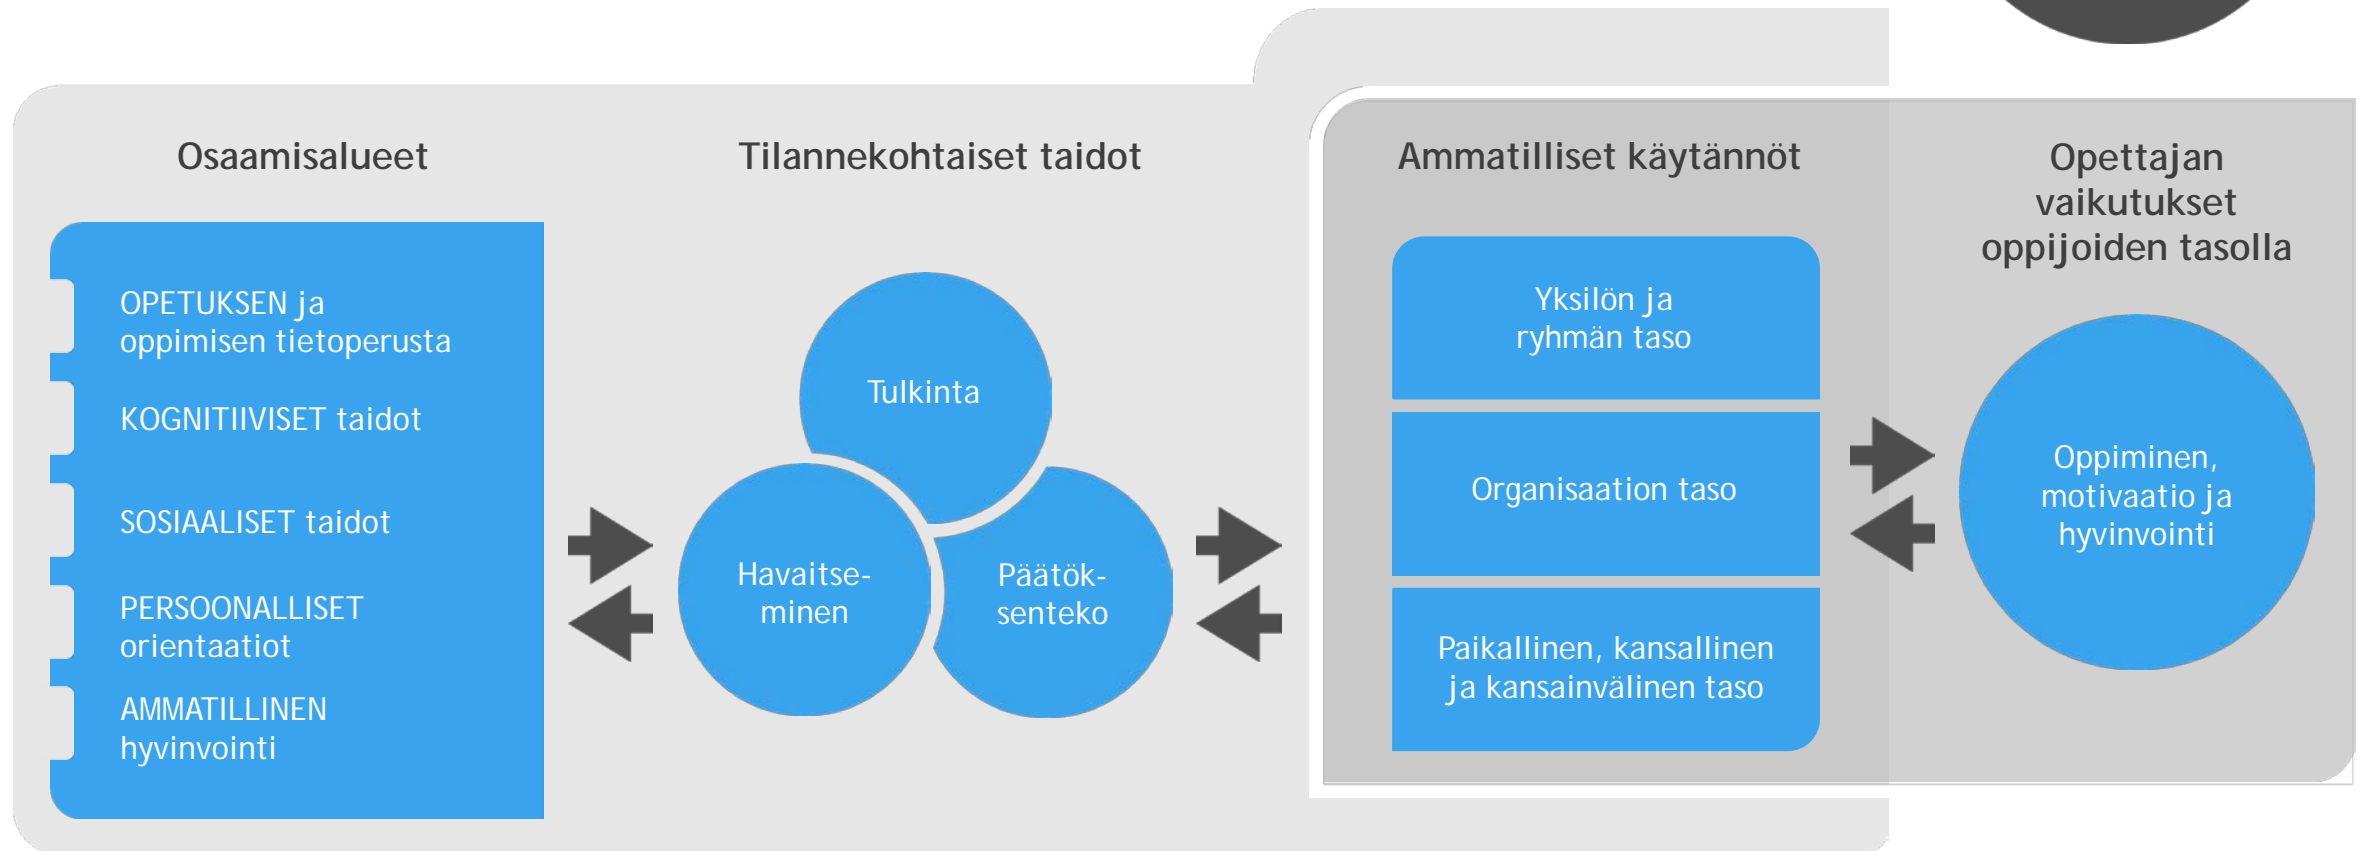 Osaamisalueet
OPETUKSEN ja
oppimisen tietoperusta
KOGNITIIVISET taidot
SOSIAALISET taidot
PERSOONALLISET
orientaatiot
AMMATILLINEN
hyvinvointi
Tilannekohtaiset taidot
Tulkinta
Havaitse-
minen
Päätök-
senteko
Ammatilliset käytännöt
Yksilön ja
ryhmän taso
Organisaation taso
Paikallinen, kansallinen
ja kansainvälinen taso
Opettajan
vaikutukset
oppijoiden tasolla
Oppiminen,
motivaatio ja
hyvinvointi